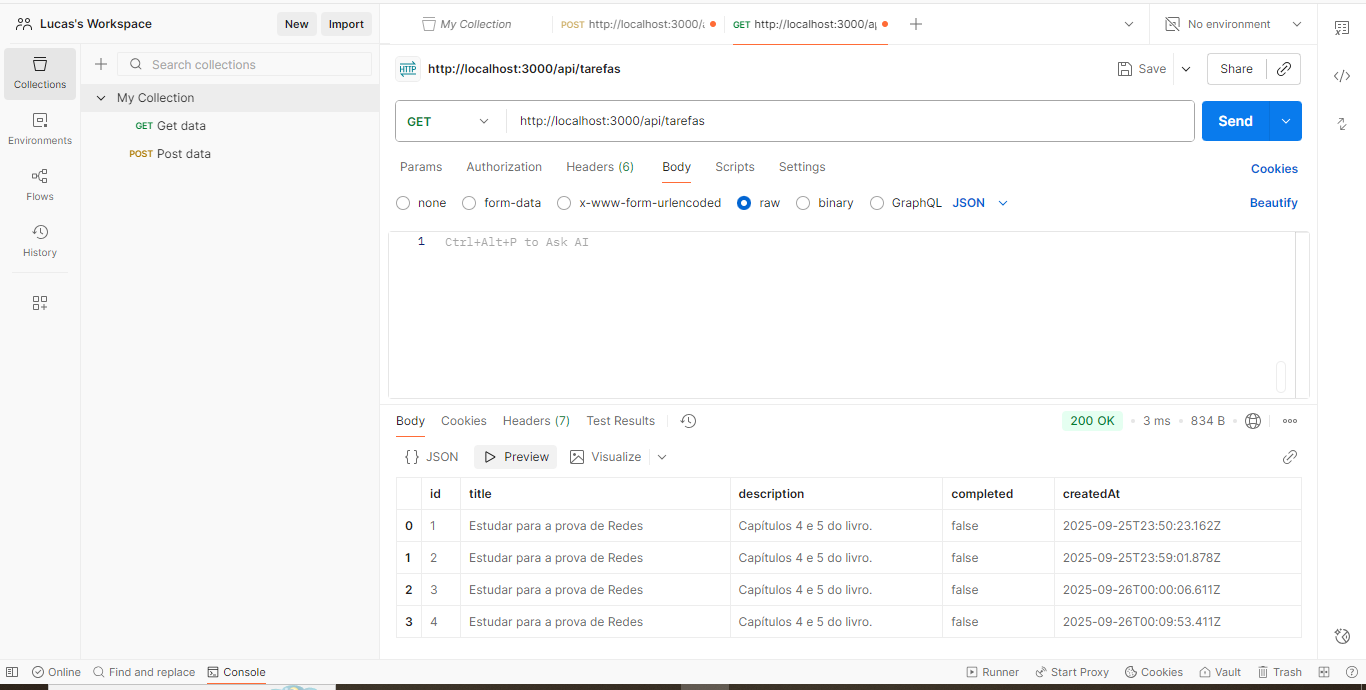 Lucas's Workspace
New
Import
My Collection
POST http://localhost:3000/
GET http://localhost:3000/a
No environment
Collections
Environments
Flows
History
Search collections
My Collection
GET Get data
POST Post data
HTTP http://localhost:3000/api/tarefas
Save
Share
GET
http://localhost:3000/api/tarefas
Send
Params Authorization Headers (6) Body Scripts Settings
Cookies
none form-data x-www-form-urlencoded raw binary GraphQL JSON
Beautify
1 Ctrl+Alt+P to Ask AI
Body Cookies Headers (7) Test Results
200 OK • 3 ms • 834 B
{ } JSON Preview Visualize
id title description completed createdAt
0 1 Estudar para a prova de Redes Capítulos 4 e 5 do livro. false 2025-09-25T23:50:23.162Z
1 2 Estudar para a prova de Redes Capítulos 4 e 5 do livro. false 2025-09-25T23:59:01.878Z
2 3 Estudar para a prova de Redes Capítulos 4 e 5 do livro. false 2025-09-26T00:00:06.611Z
3 4 Estudar para a prova de Redes Capítulos 4 e 5 do livro. false 2025-09-26T00:09:53.411Z
Online Find and replace Console
Runner Start Proxy Cookies Vault Trash